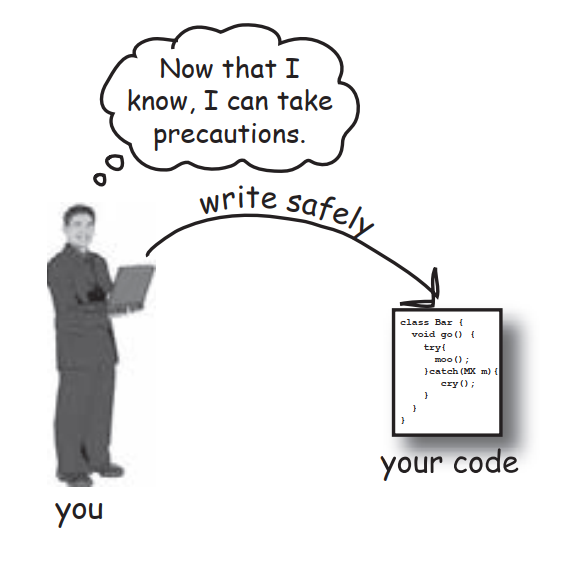 Now that I
know, I can take
precautions.
write safely
class Bar {
void go() {
try{
moo();
}catch(MX m){
cry();
}
}
}
your code
you